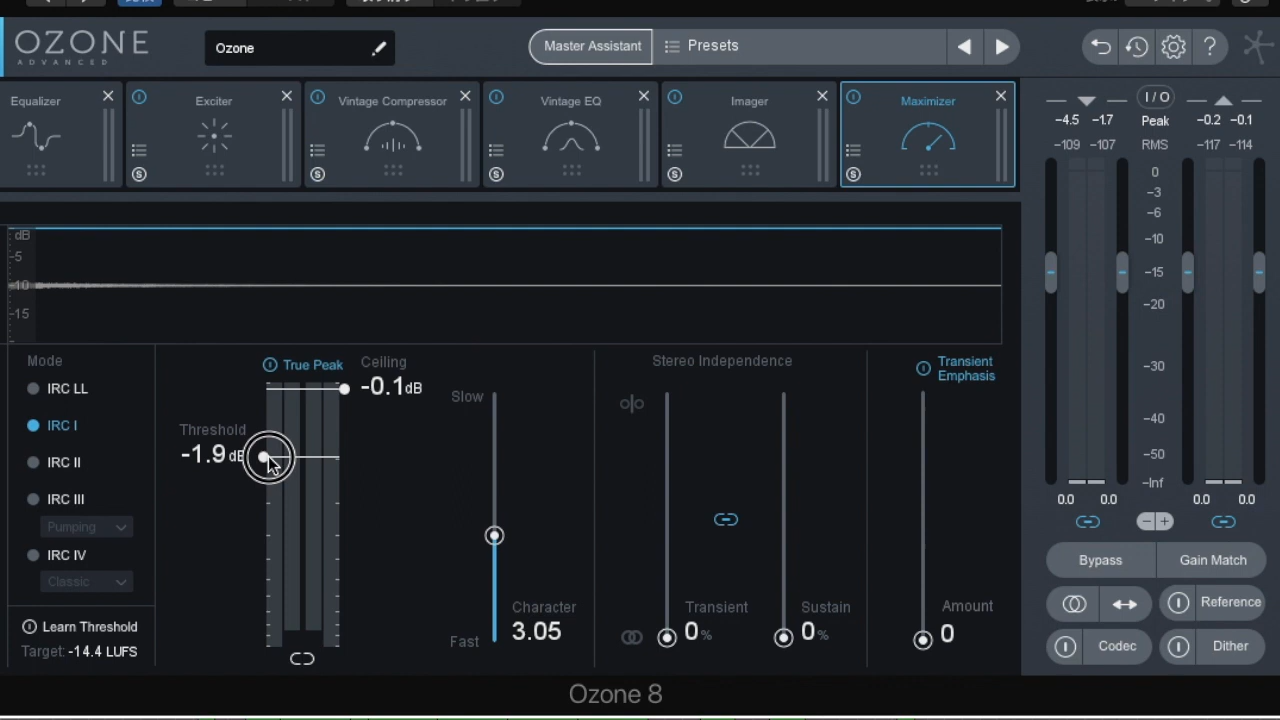 OZONE
ADVANCED
Ozone
Master Assistant
Presets
?
Equalizer
Exciter
Vintage Compressor
Vintage EQ
Imager
Maximizer
S
S
S
S
S
I/O
-4.5 -1.7 Peak -0.2 -0.1
-109 -107 RMS -117 -114
0
-3
-6
-10
-15
-20
-30
-40
-50
-Inf
0.0 0.0 0.0 0.0
dB
-5
-10
-15
Mode
IRC LL
IRC I
IRC II
IRC III
Pumping
IRC IV
Classic
Learn Threshold
Target: -14.4 LUFS
True Peak
Ceiling
-0.1dB
Threshold
-1.9dB
Slow
Fast
Character
3.05
Stereo Independence
Transient
0%
Sustain
0%
Transient
Emphasis
Amount
0
Bypass
Gain Match
Reference
Codec
Dither
Ozone 8